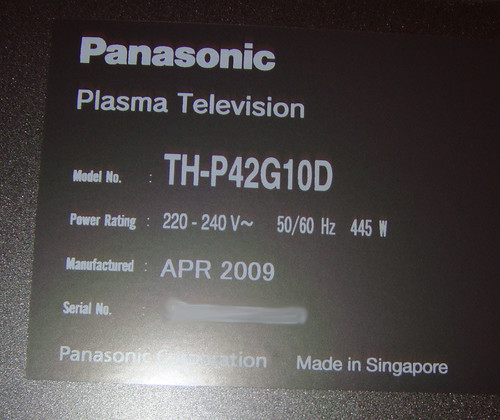 Panasonic
Plasma Television
Model No. : TH-P42G10D
Power Rating : 220 - 240 V~ 50/60 Hz 445 W
Manufactured : APR 2009
Serial No. :
Panasonic Corporation Made in Singapore